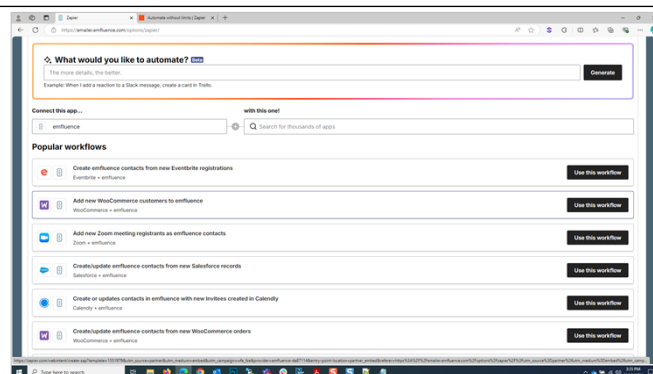 Zapier
Automate without limits | Zapier
https://emailer.emfluence.com/options/zapier/
What would you like to automate? Beta
The more details, the better.
Generate
Example: When I add a reaction to a Slack message, create a card in Trello.
Connect this app...
with this one!
emfluence
Search for thousands of apps
Popular workflows
Create emfluence contacts from new Eventbrite registrations
Eventbrite + emfluence
Use this workflow
Add new WooCommerce customers to emfluence
WooCommerce + emfluence
Use this workflow
Add new Zoom meeting registrants as emfluence contacts
Zoom + emfluence
Use this workflow
Create/update emfluence contacts from new Salesforce records
Salesforce + emfluence
Use this workflow
Create or updates contacts in emfluence with new Invitees created in Calendly
Calendly + emfluence
Use this workflow
Create/update emfluence contacts from new WooCommerce orders
WooCommerce + emfluence
Use this workflow
Type here to search
3:15 PM